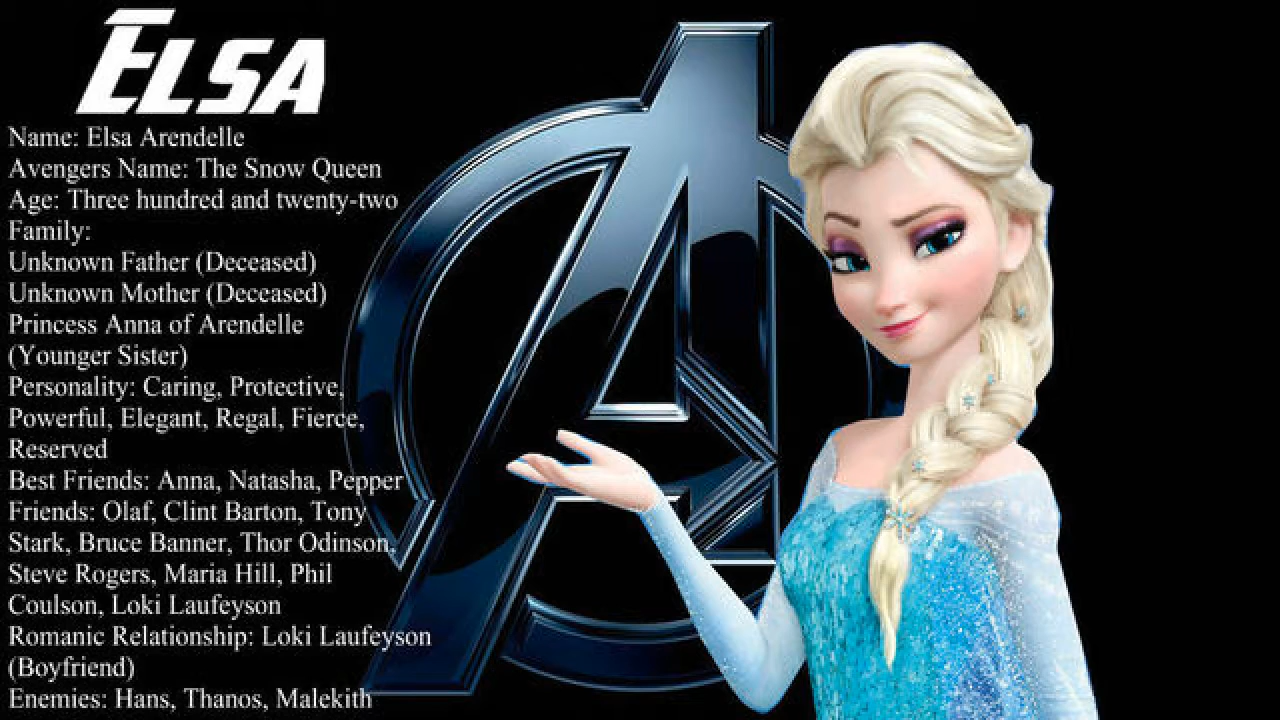 ELSA
Name: Elsa Arendelle
Avengers Name: The Snow Queen
Age: Three hundred and twenty-two
Family:
Unknown Father (Deceased)
Unknown Mother (Deceased)
Princess Anna of Arendelle
(Younger Sister)
Personality: Caring, Protective,
Powerful, Elegant, Regal, Fierce,
Reserved
Best Friends: Anna, Natasha, Pepper
Friends: Olaf, Clint Barton, Tony
Stark, Bruce Banner, Thor Odinson,
Steve Rogers, Maria Hill, Phil
Coulson, Loki Laufeyson
Romanic Relationship: Loki Laufeyson
(Boyfriend)
Enemies: Hans, Thanos, Malekith